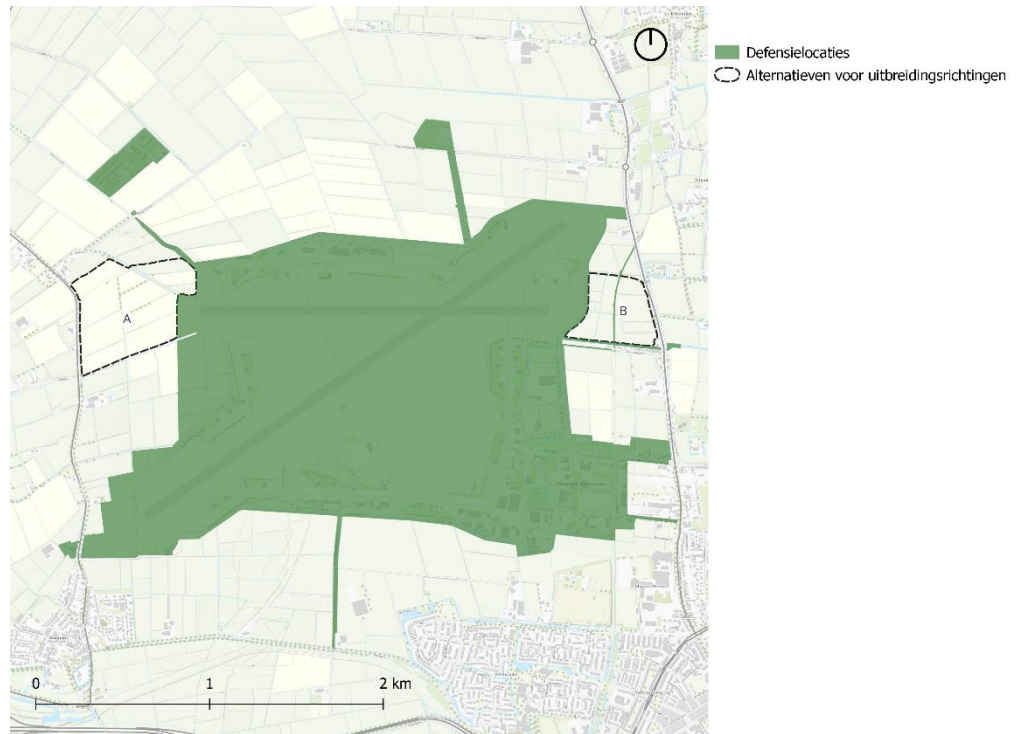 Defensielocaties
Alternatieven voor uitbreidingsrichtingen
A
B
0 1 2 km